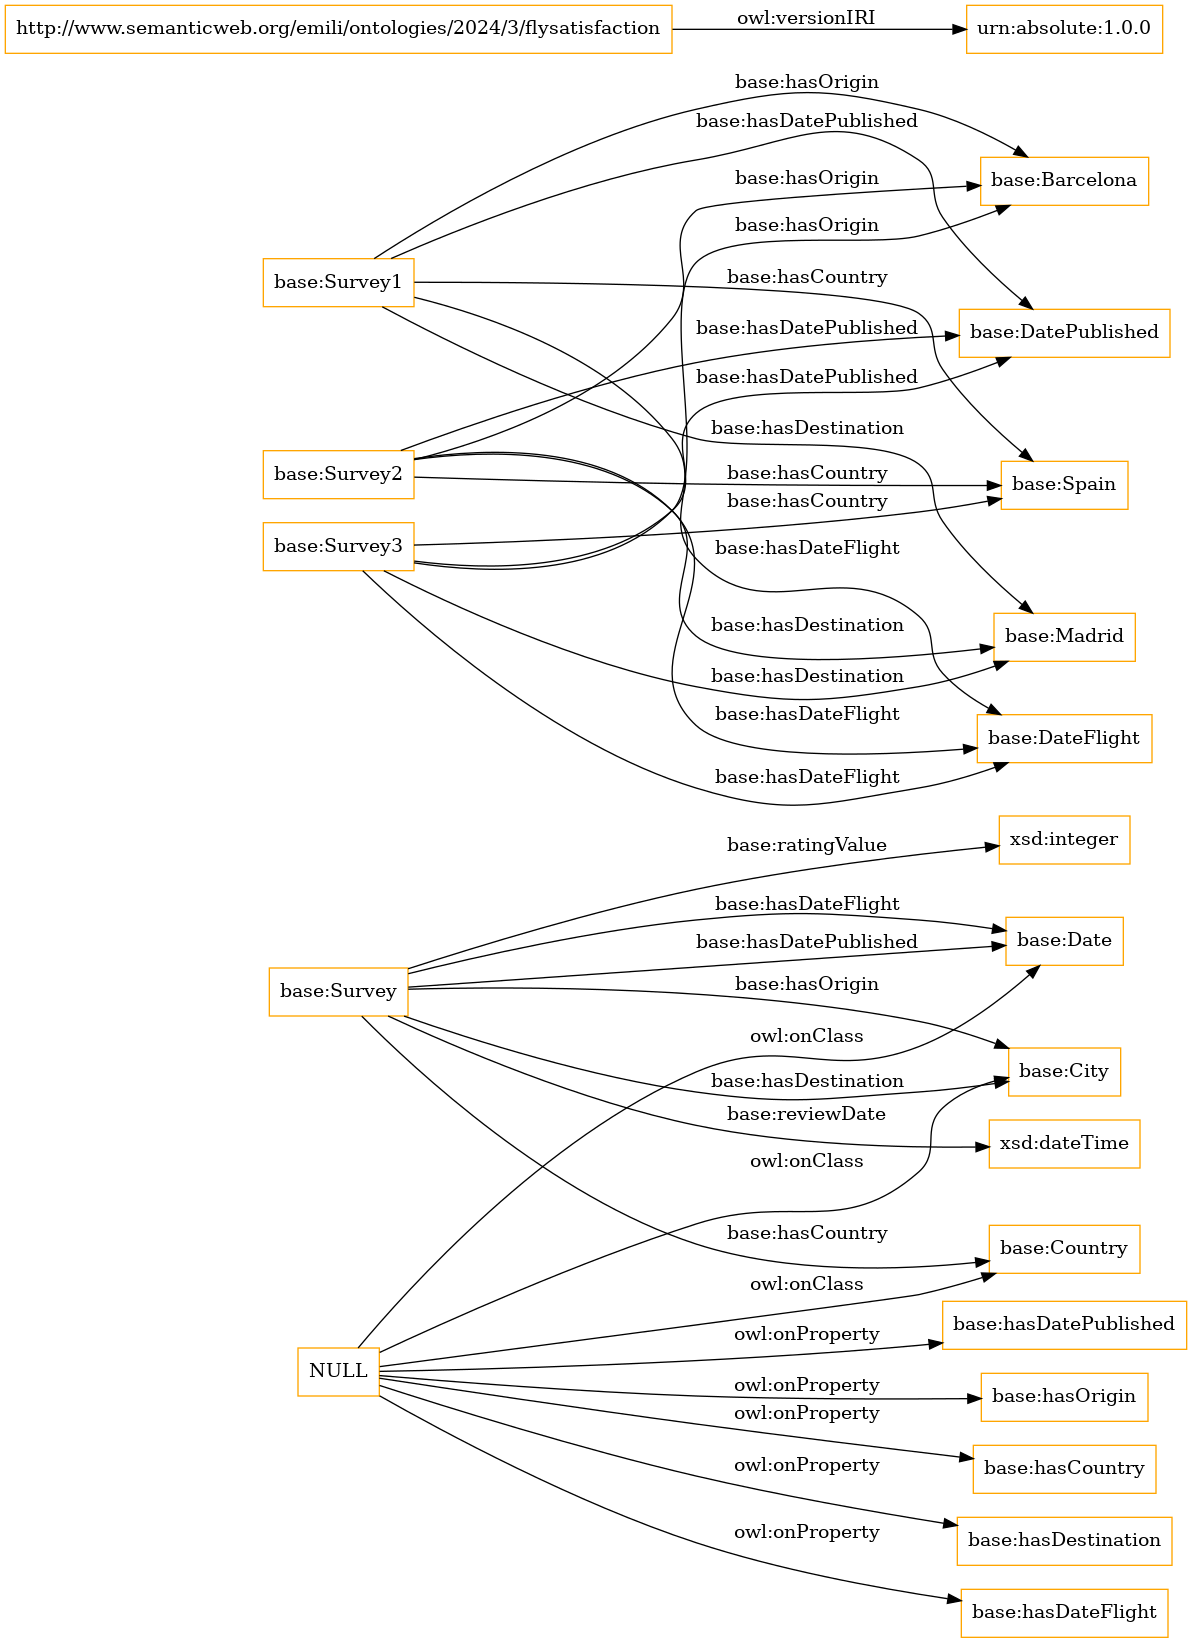 http://www.semanticweb.org/emili/ontologies/2024/3/flysatisfaction
owl:versionIRI
urn:absolute:1.0.0
base:hasOrigin
base:hasDatePublished
base:hasOrigin
base:Barcelona
base:hasOrigin
base:Survey1
base:hasCountry
base:hasDatePublished
base:DatePublished
base:hasDatePublished
base:hasDestination
base:Survey2
base:hasCountry
base:Spain
base:hasCountry
base:Survey3
base:hasDateFlight
base:hasDestination
base:Madrid
base:hasDestination
base:hasDateFlight
base:DateFlight
base:hasDateFlight
base:ratingValue
xsd:integer
base:hasDateFlight
base:hasDatePublished
base:Date
base:Survey
base:hasOrigin
owl:onClass
base:hasDestination
base:City
base:reviewDate
xsd:dateTime
owl:onClass
base:hasCountry
base:Country
owl:onClass
base:hasDatePublished
owl:onProperty
NULL
owl:onProperty
base:hasOrigin
owl:onProperty
base:hasCountry
owl:onProperty
base:hasDestination
owl:onProperty
base:hasDateFlight